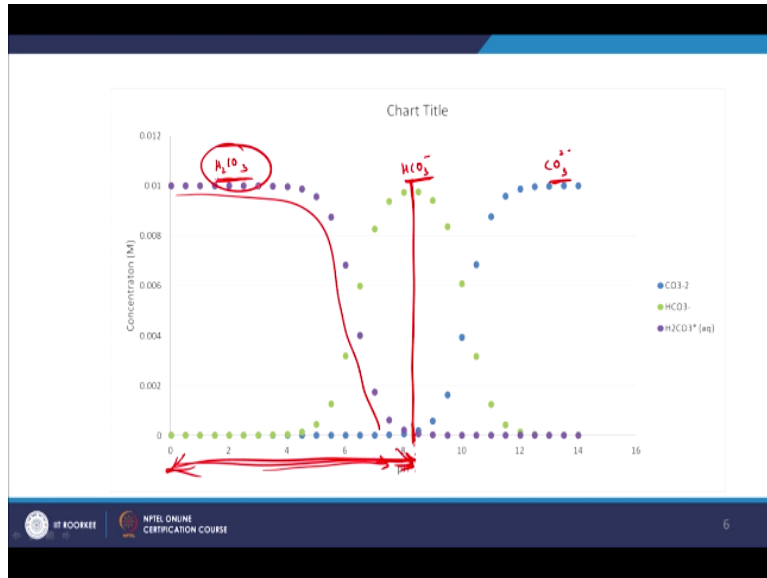 Chart Title
0.012
0.01
0.008
0.006
0.004
0.002
0
Concentraton (M)
H2CO3
HCO3-
CO3 2-
0 2 4 6 8 10 12 14 16
CO3-2
HCO3-
H2CO3* (aq)
IIT ROORKEE
NPTEL ONLINE
CERTIFICATION COURSE
6